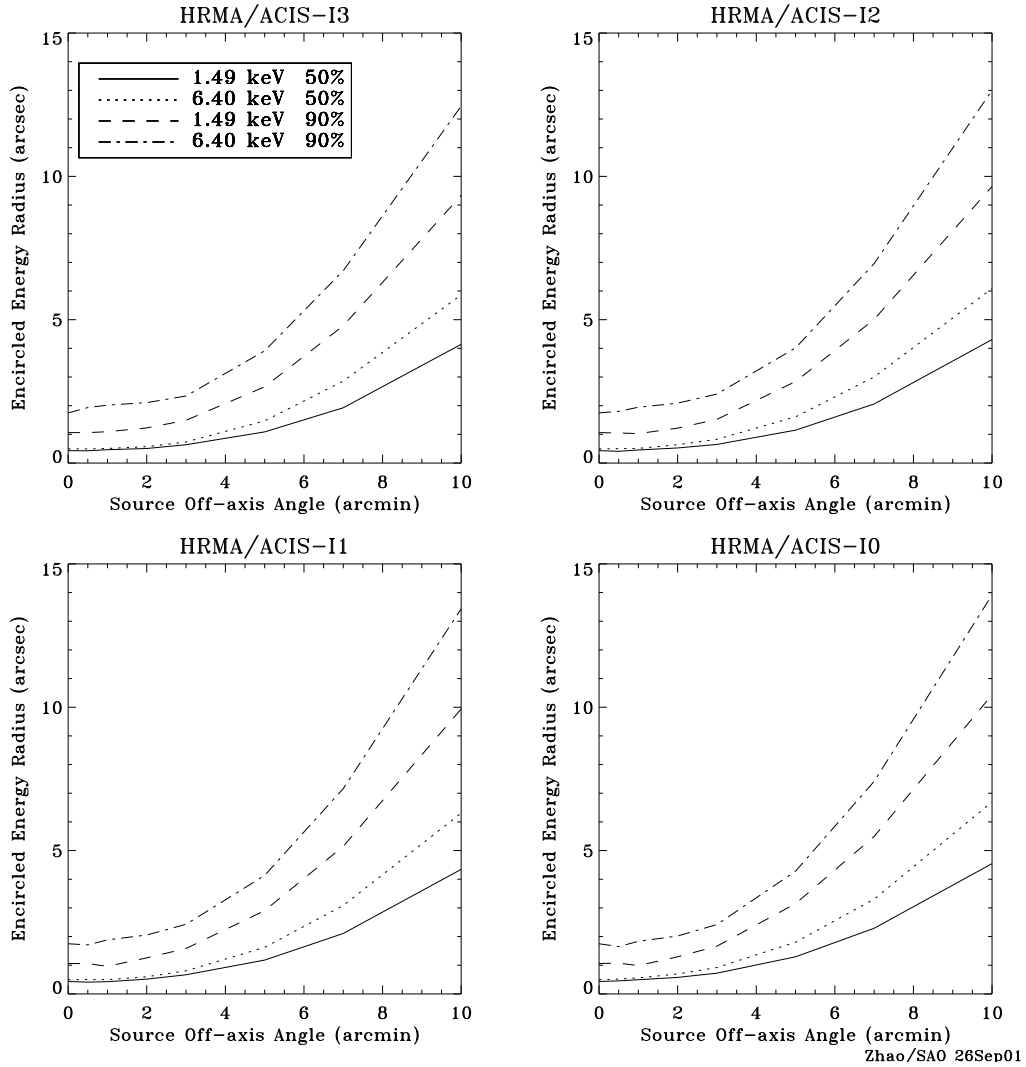 HRMA/ACIS-I3
15
10
5
0
Encircled Energy Radius (arcsec)
1.49 keV 50%
6.40 keV 50%
1.49 keV 90%
6.40 keV 90%
0 2 4 6 8 10
Source Off-axis Angle (arcmin)
HRMA/ACIS-I2
15
10
5
0
Encircled Energy Radius (arcsec)
0 2 4 6 8 10
Source Off-axis Angle (arcmin)
HRMA/ACIS-I1
15
10
5
0
Encircled Energy Radius (arcsec)
0 2 4 6 8 10
Source Off-axis Angle (arcmin)
HRMA/ACIS-I0
15
10
5
0
Encircled Energy Radius (arcsec)
0 2 4 6 8 10
Source Off-axis Angle (arcmin)
Zhao/SAO 26Sep01